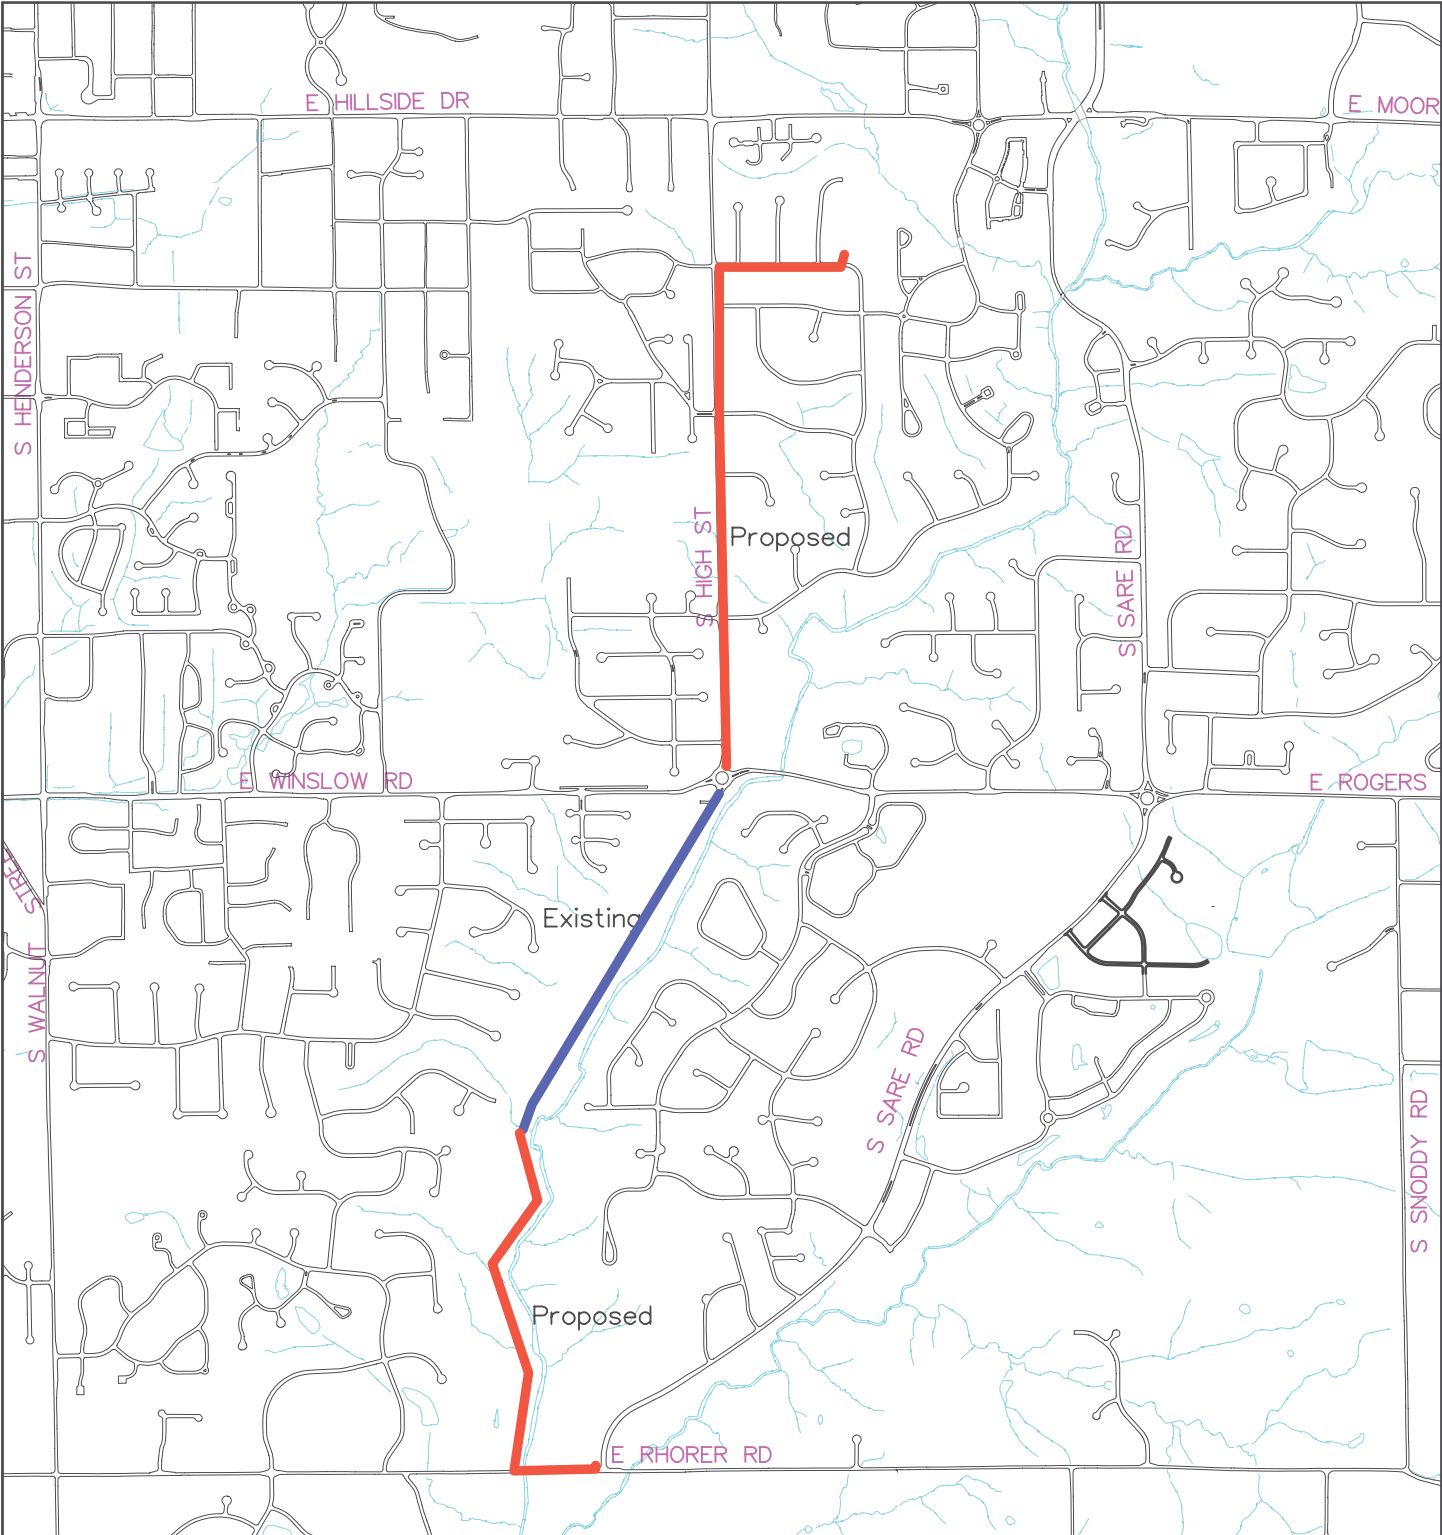 E HILLSIDE DR
E MOOR
S HENDERSON ST
Proposed
S HIGH ST
S SARE RD
E WINSLOW RD
E ROGERS
STREE
Existing
S WALNUT
S SARE RD
S SNODDY RD
Proposed
E RHORER RD